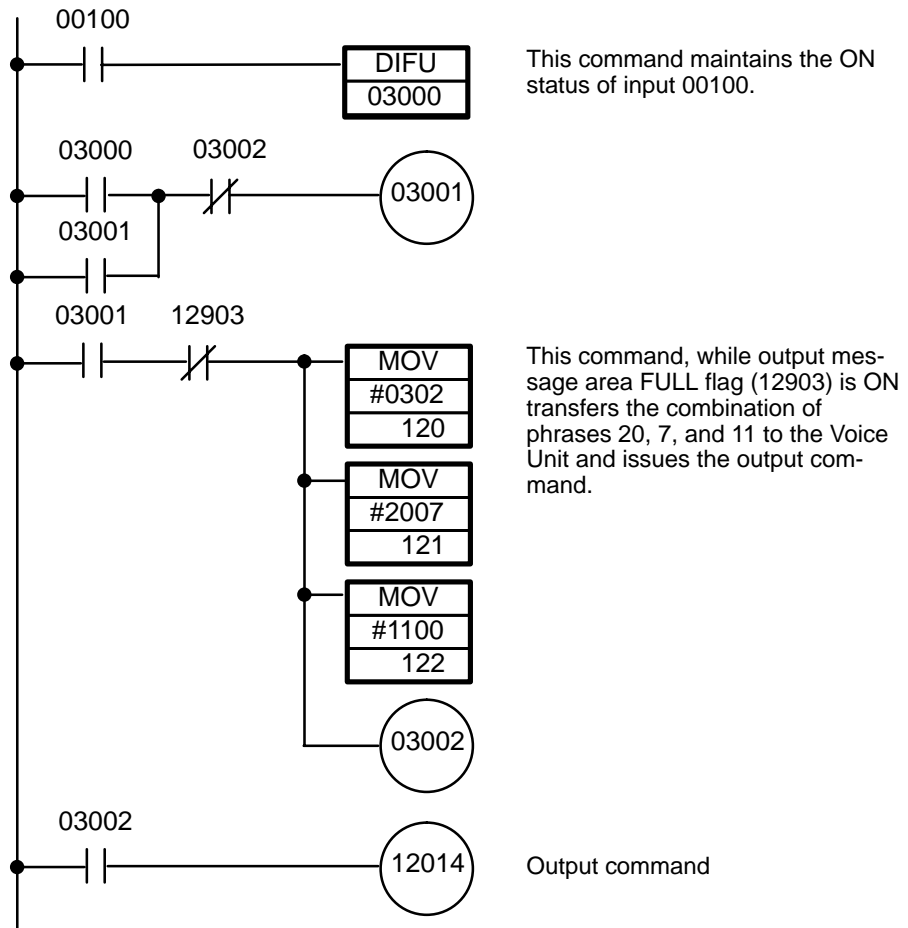 00100
DIFU
03000
This command maintains the ON
status of input 00100.
03000 03002
03001
03001
03001 12903
MOV
#0302
120
This command, while output mes-
sage area FULL flag (12903) is ON
transfers the combination of
phrases 20, 7, and 11 to the Voice
Unit and issues the output com-
mand.
MOV
#2007
121
MOV
#1100
122
03002
03002
12014
Output command